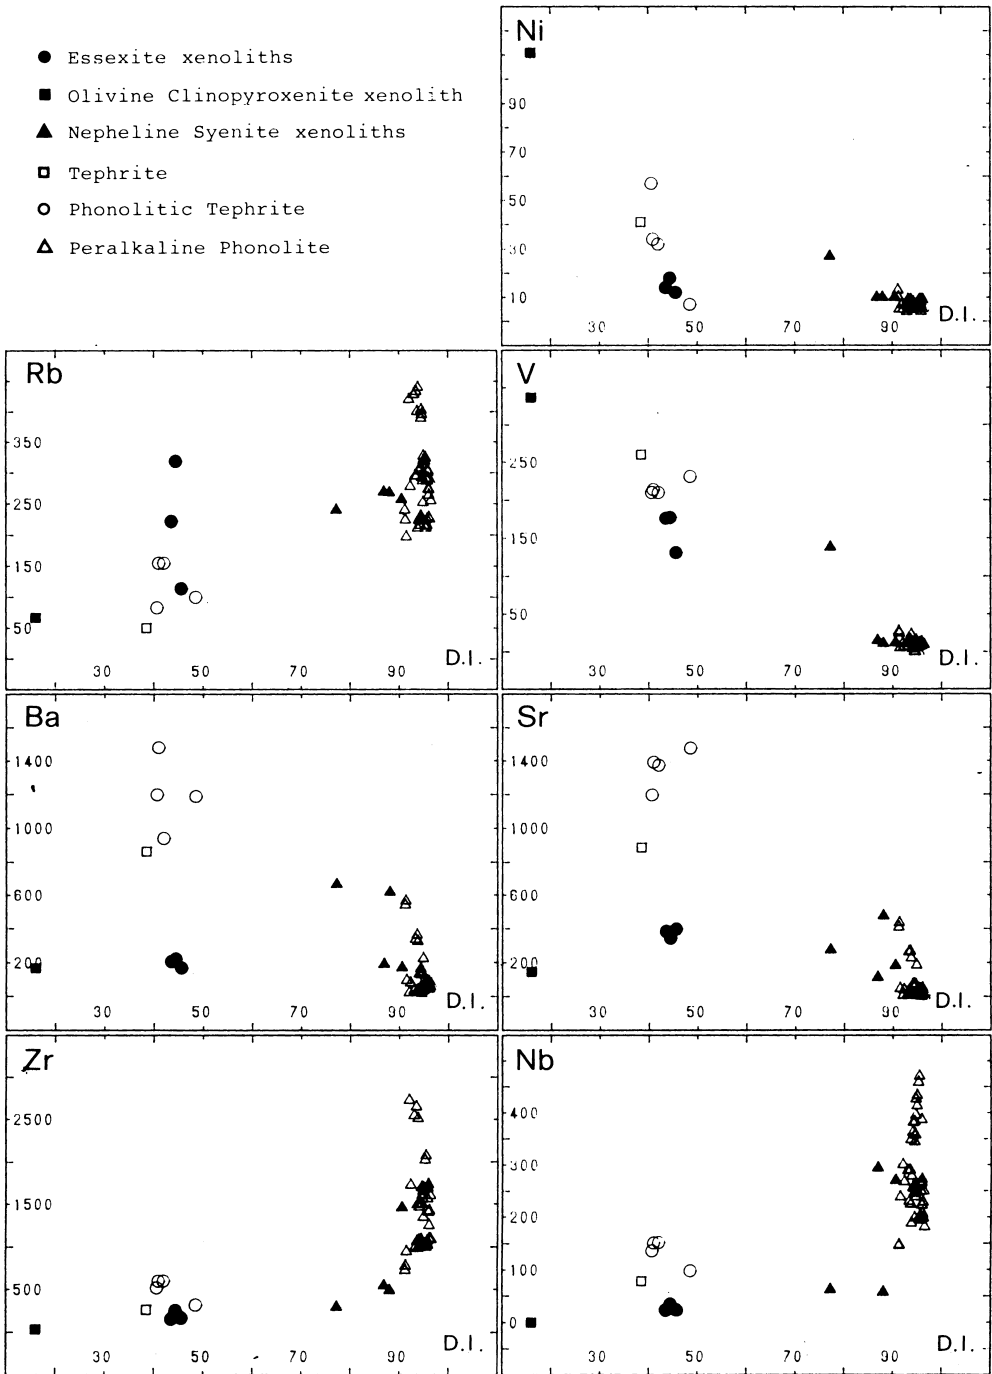 Essexite xenoliths
Olivine Clinopyroxenite xenolith
Nepheline Syenite xenoliths
Tephrite
Phonolitic Tephrite
Peralkaline Phonolite
Ni
90
70
50
30
10
D.I.
30 50 70 90
Rb
350
250
150
50
D.I.
30 50 70 90
V
250
150
50
D.I.
30 50 70 90
Ba
1400
1000
600
200
D.I.
30 50 70 90
Sr
1400
1000
600
200
D.I.
30 50 70 90
Zr
2500
1500
500
D.I.
30 50 70 90
Nb
400
300
200
100
0
D.I.
30 50 70 90